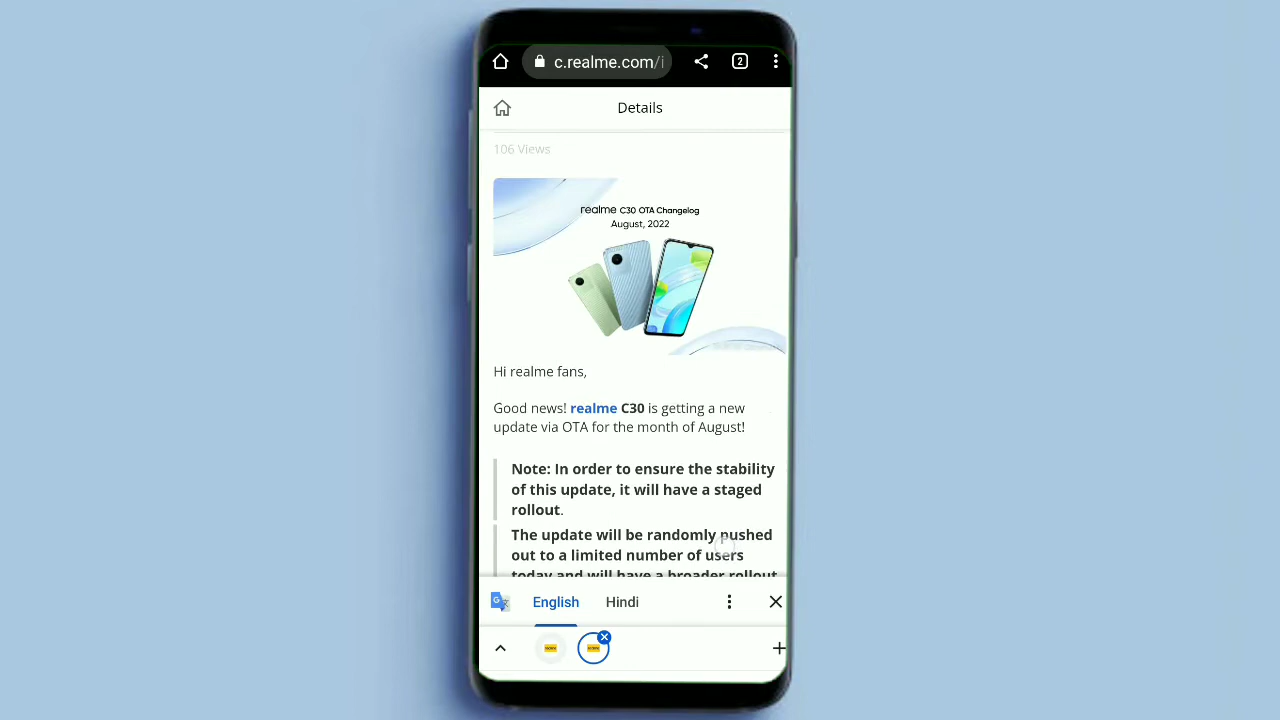 c.realme.com/i
2
Details
106 Views
realme C30 OTA Changelog
August, 2022
Hi realme fans,
Good news! realme C30 is getting a new
update via OTA for the month of August!
Note: In order to ensure the stability
of this update, it will have a staged
rollout.
The update will be randomly pushed
out to a limited number of users
today and will have a broader rollout
English Hindi
realme realme